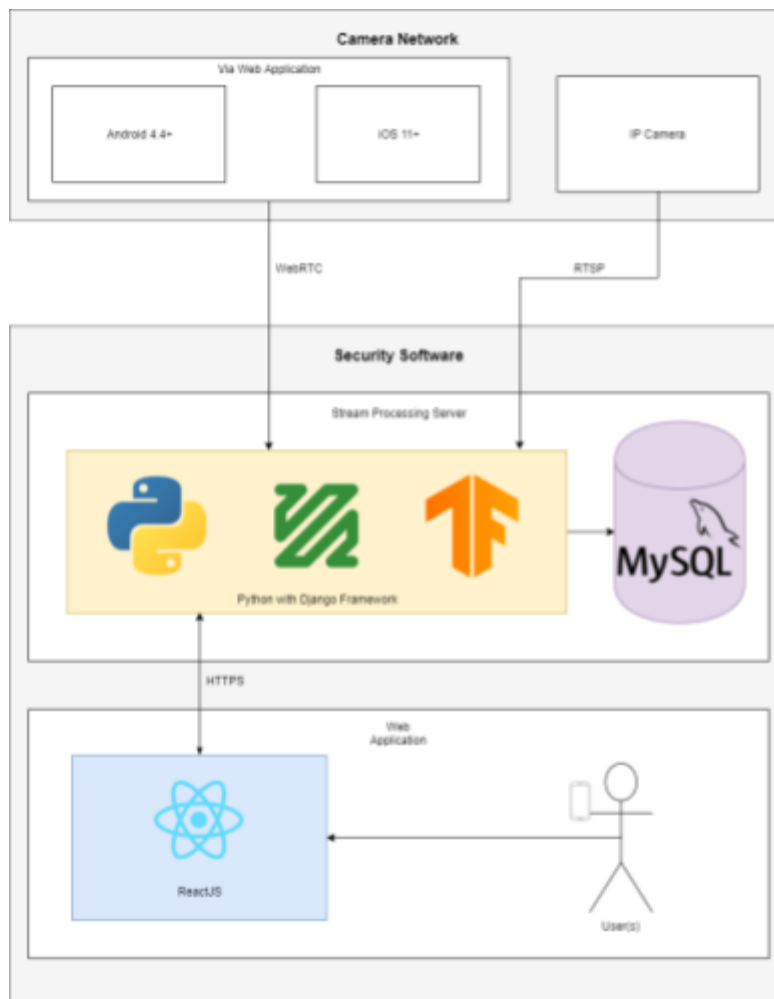 Camera Network
Via Web Application
Android 4.4+
iOS 11+
IP Camera
WebRTC
RTSP
Security Software
Stream Processing Server
MySQL
Python with Django Framework
HTTPS
Web
Application
ReactJS
User(s)